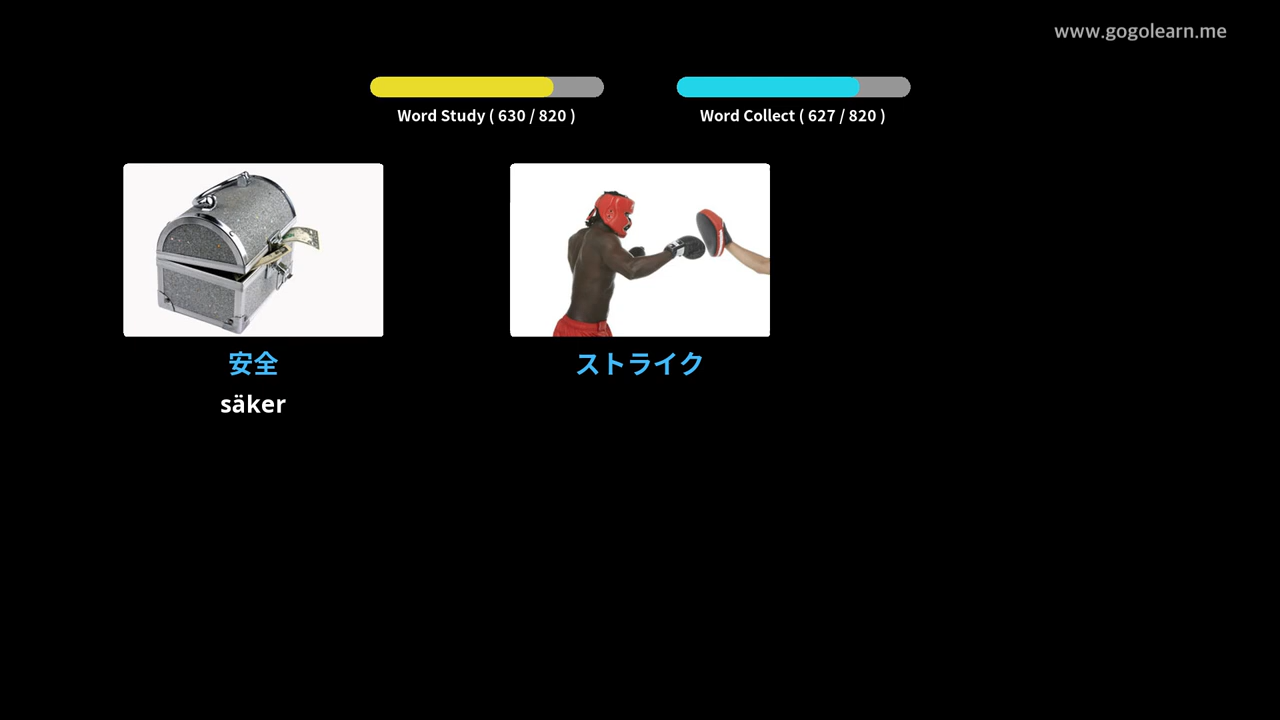 www.gogolearn.me
Word Study ( 630 / 820 )
Word Collect ( 627 / 820 )
安全
ストライク
säker